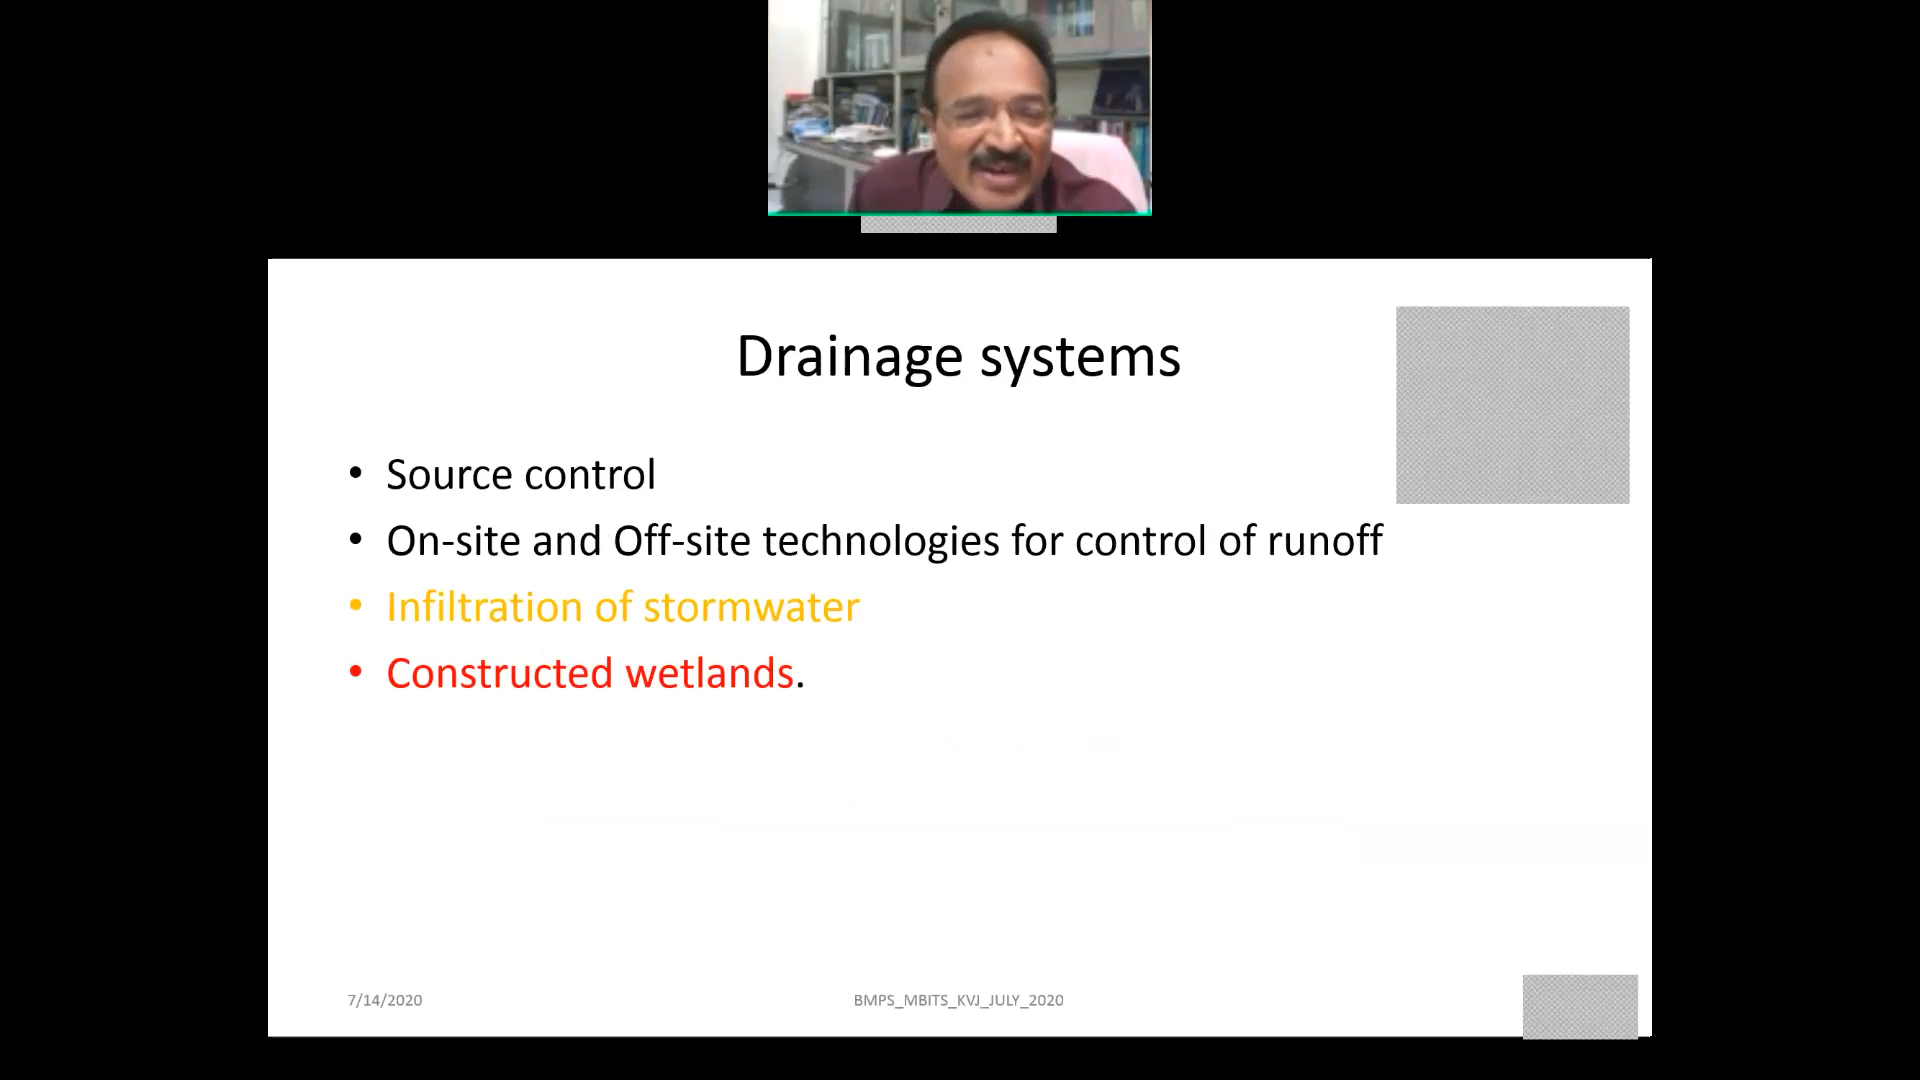 Drainage systems
• Source control
• On-site and Off-site technologies for control of runoff
• Infiltration of stormwater
• Constructed wetlands.
7/14/2020
BMPS_MBITS_KVJ_JULY_2020